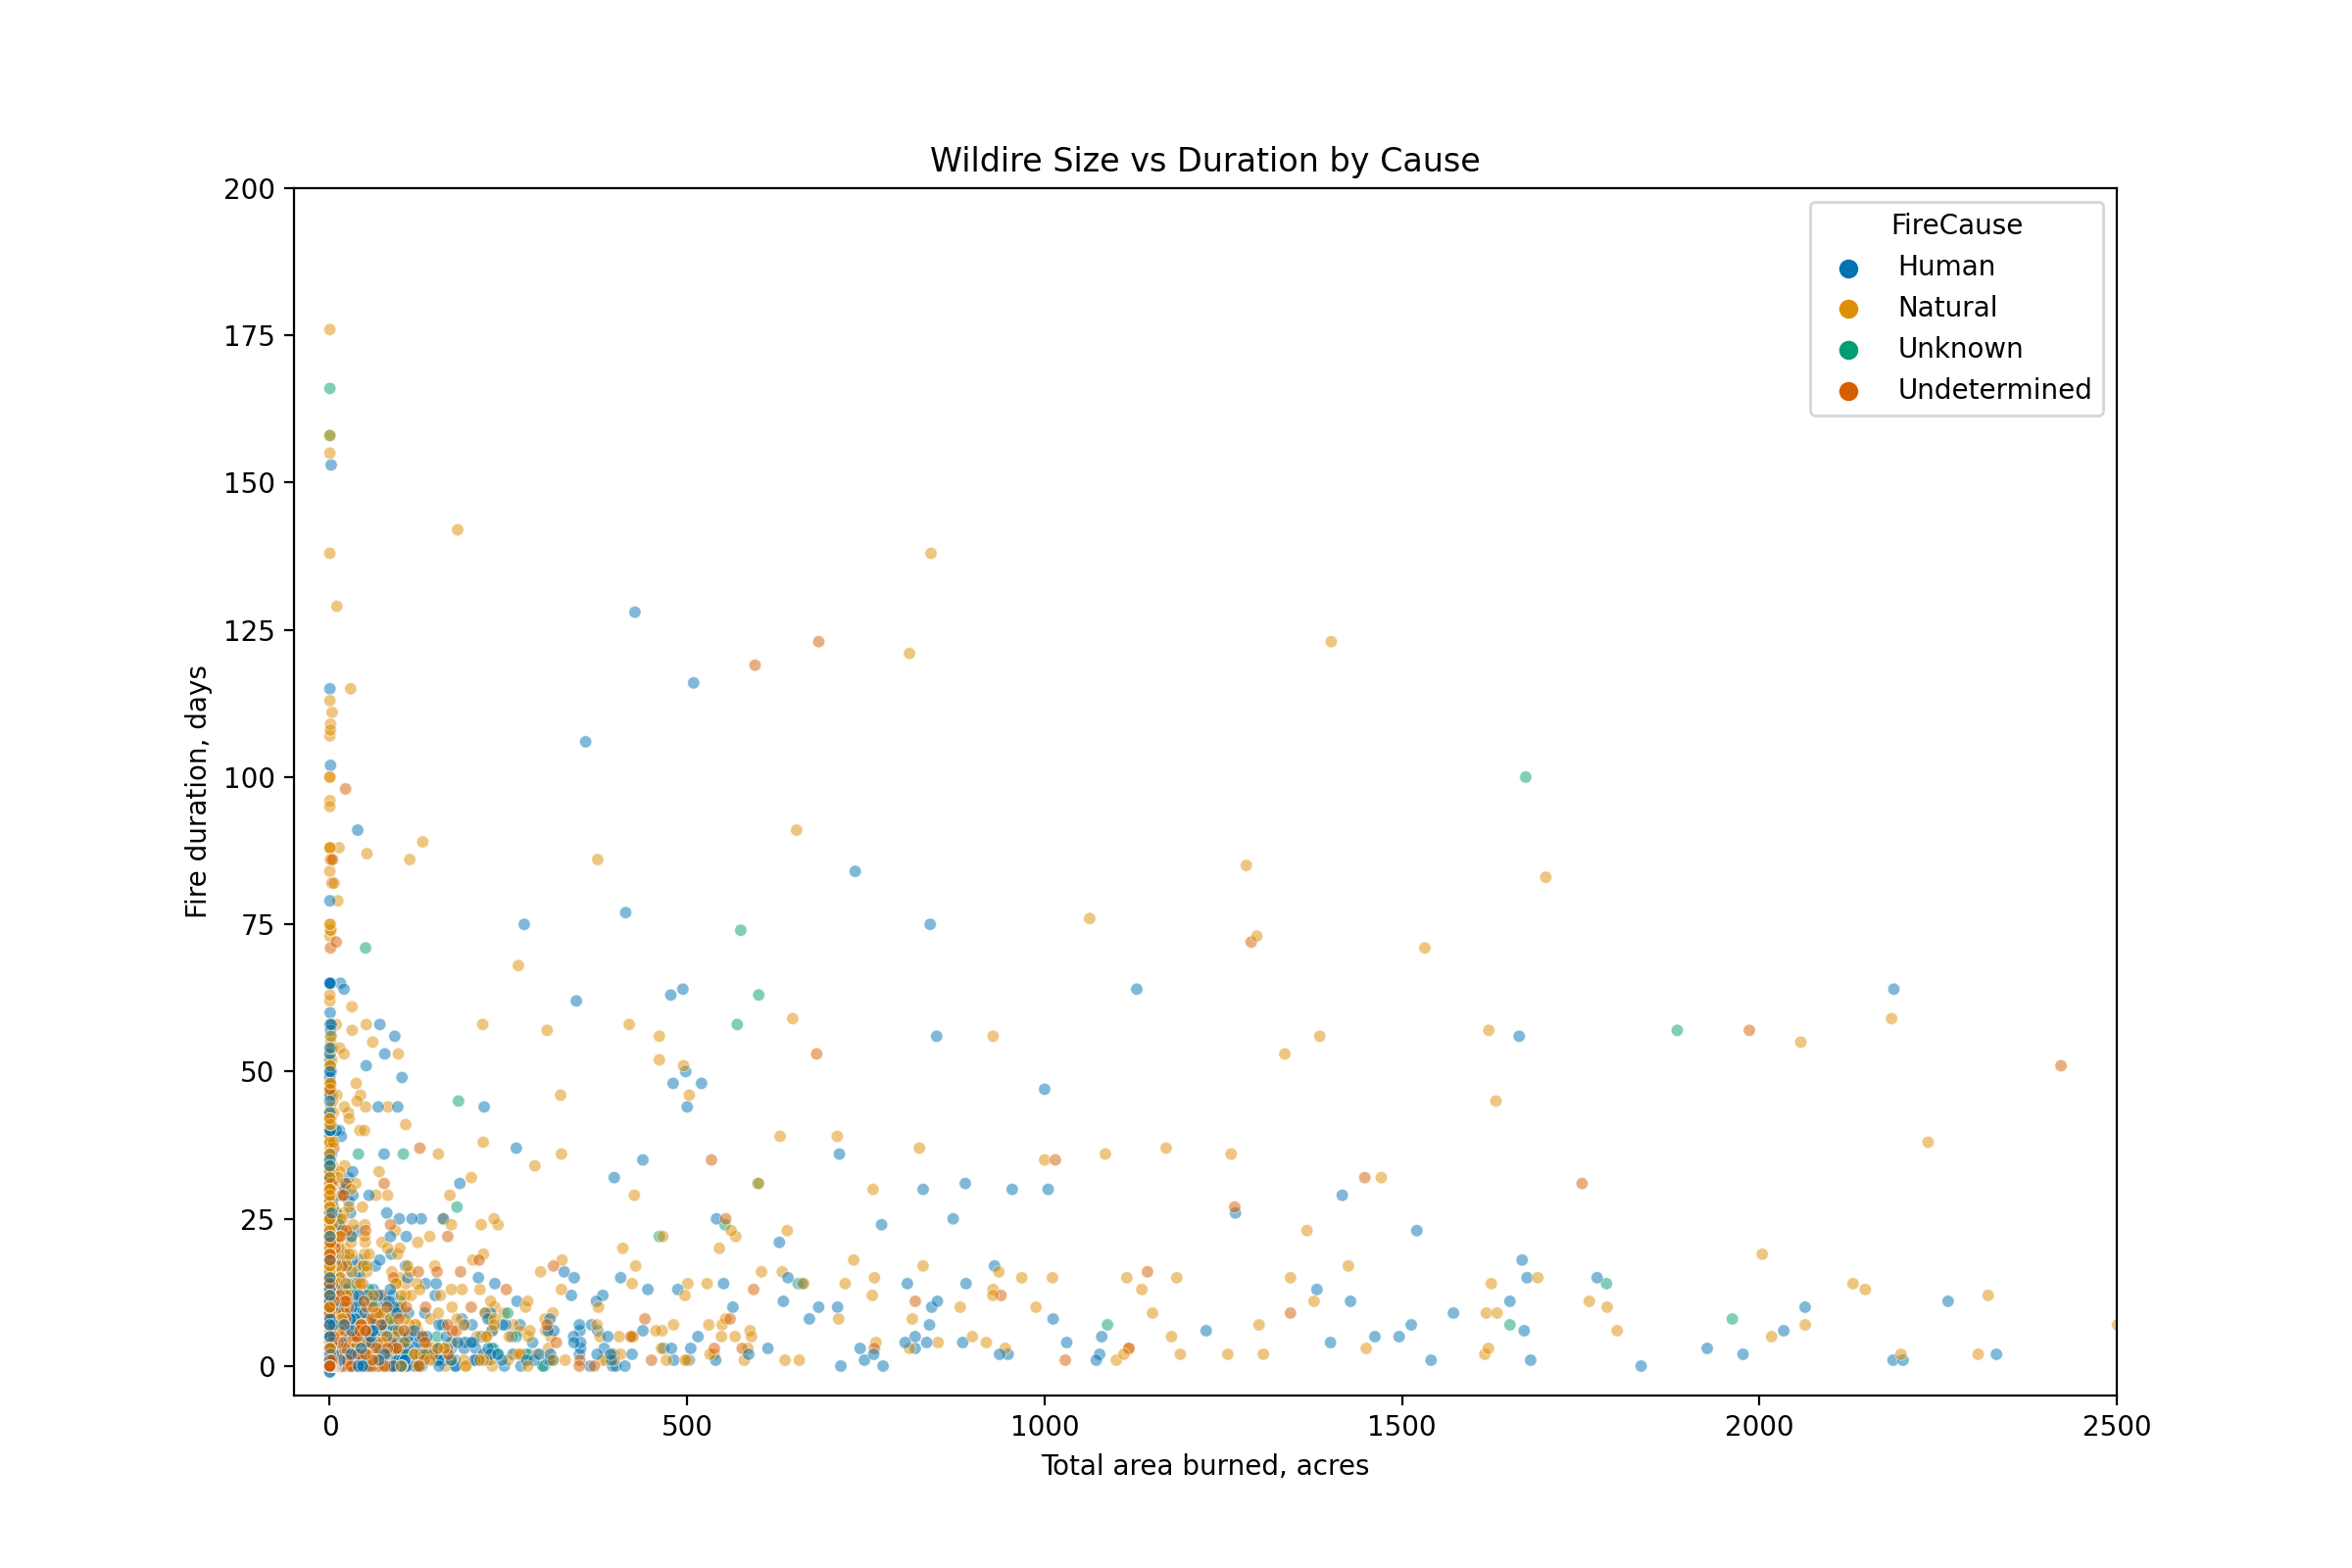 Wildire Size vs Duration by Cause
200
175
150
125
100
75
50
25
0
Fire duration, days
FireCause
Human
Natural
Unknown
Undetermined
0 500 1000 1500 2000 2500
Total area burned, acres